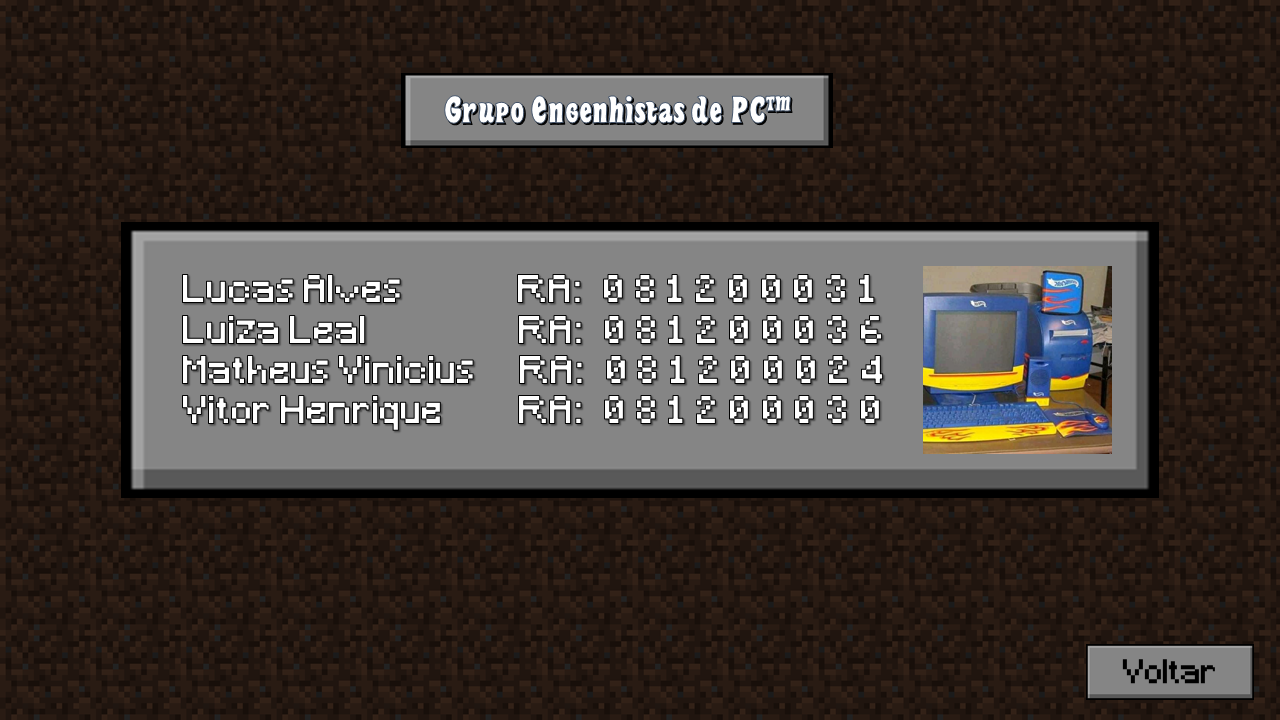 Grupo Engenhistas de PC™
Lucas Alves RA: 081200031
Luiza Leal RA: 081200036
Matheus Vinicius RA: 081200024
Vitor Henrique RA: 081200030
Voltar